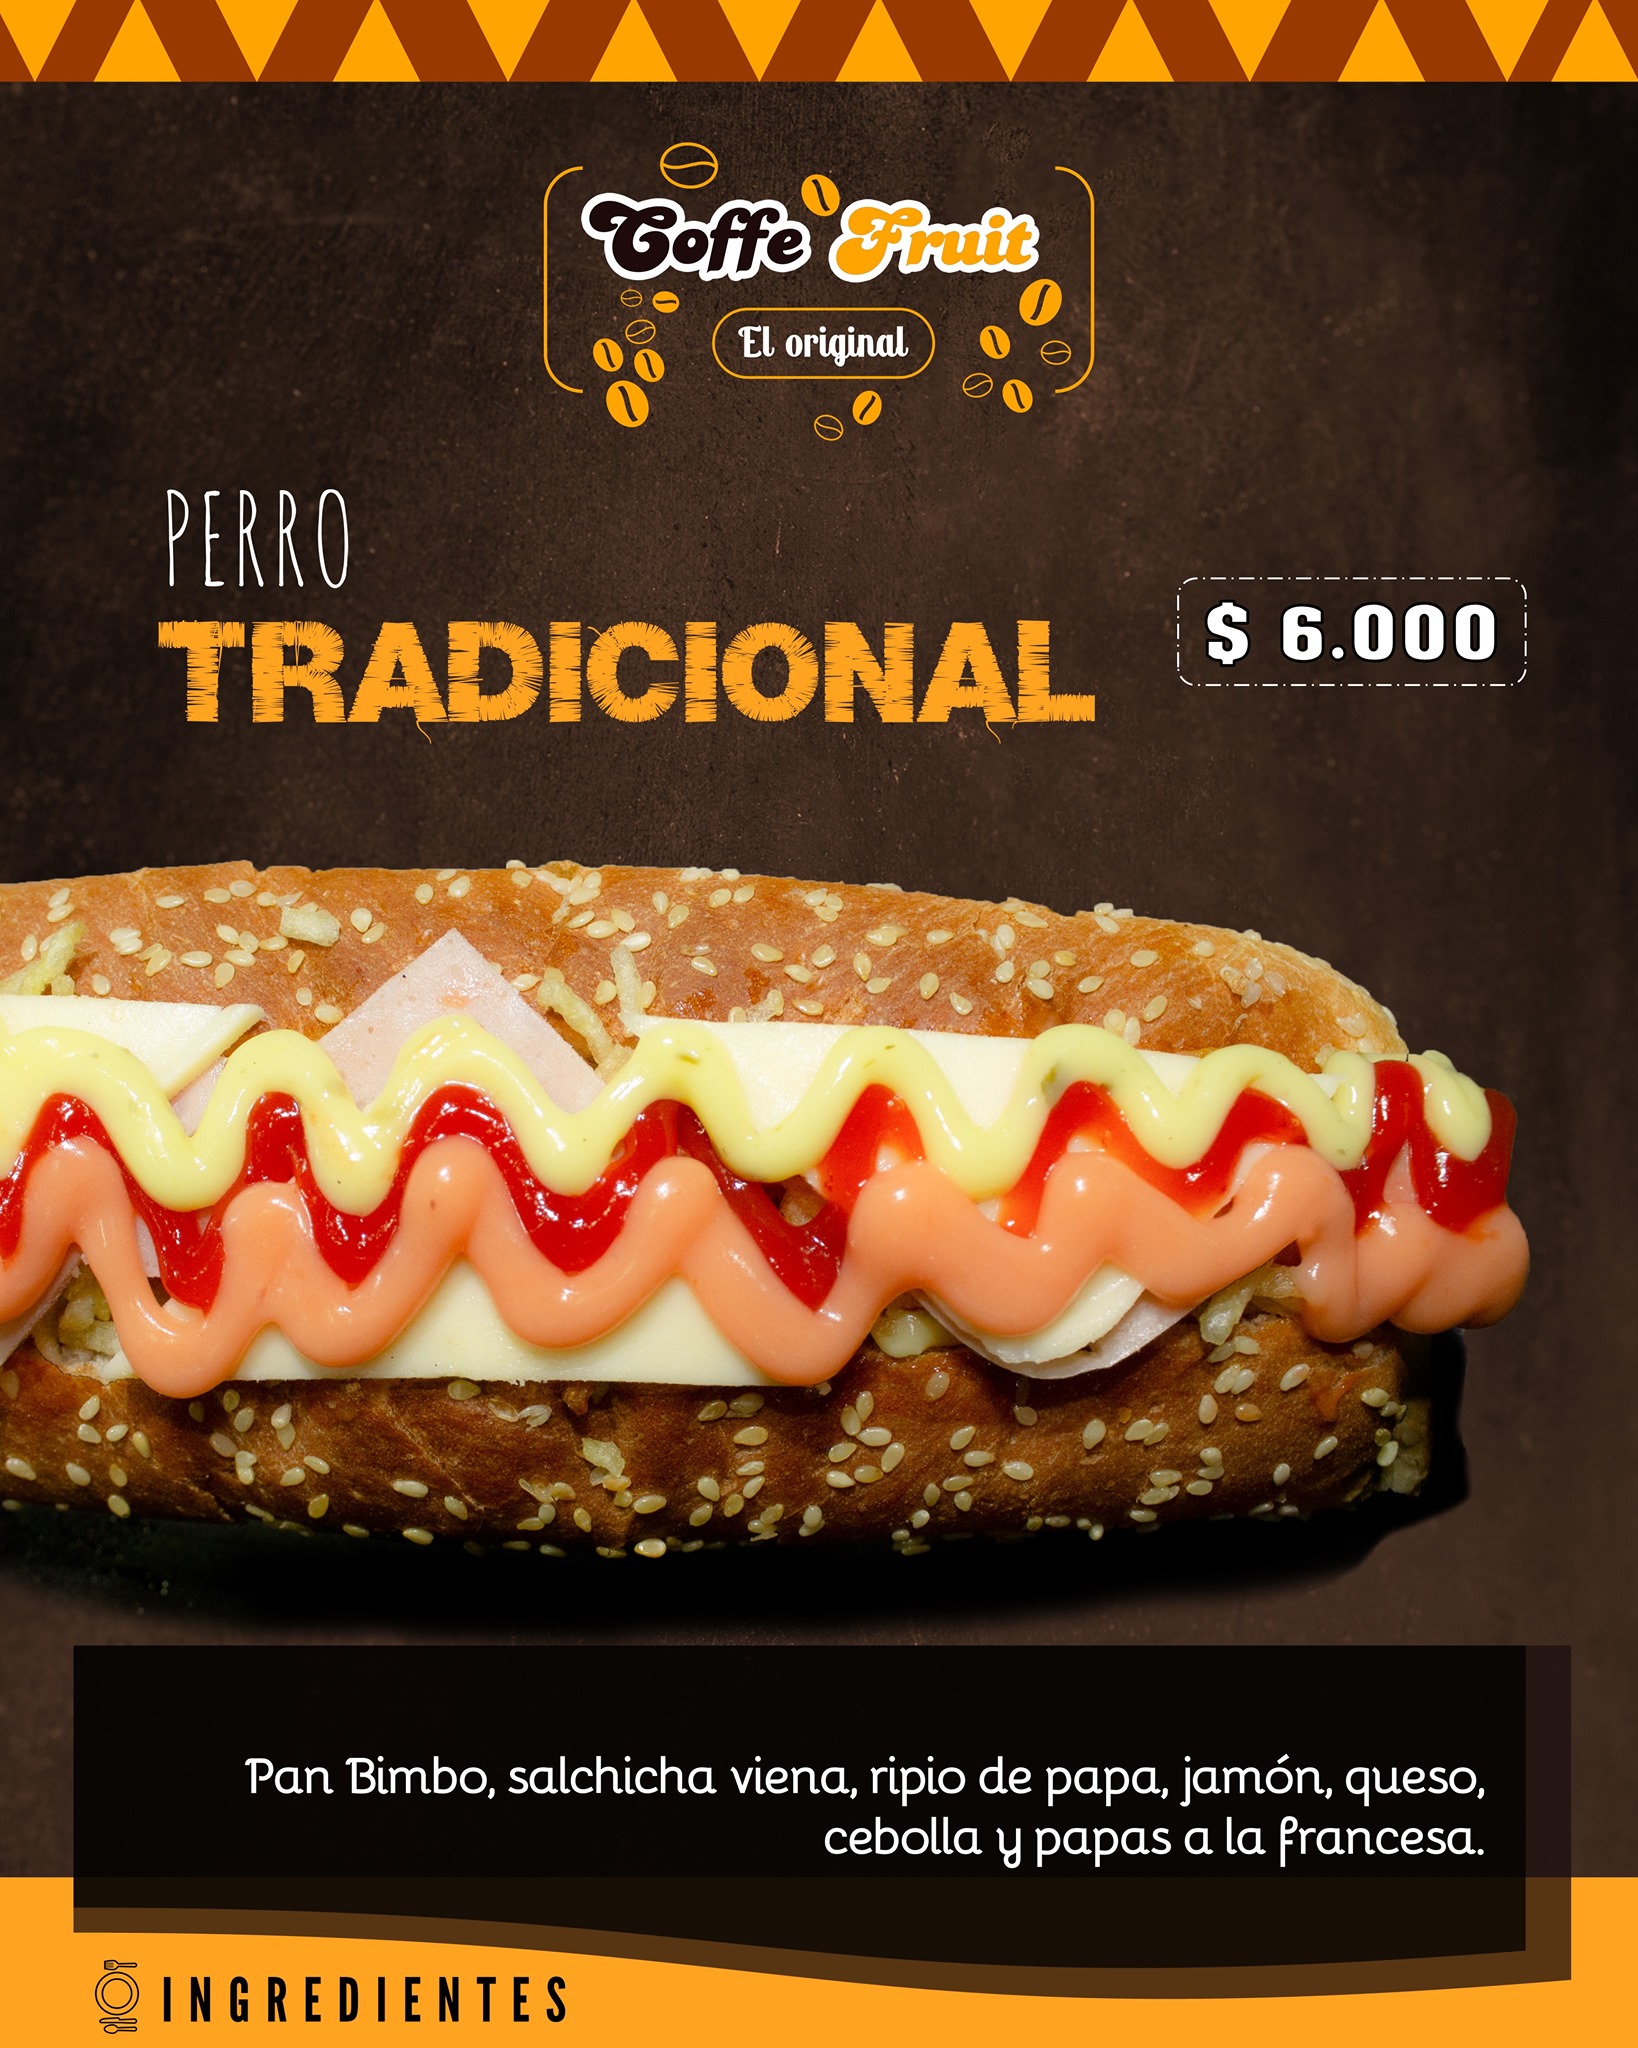 Coffe Fruit
El original
PERRO
TRADICIONAL
$ 6.000
Pan Bimbo, salchicha viena, ripio de papa, jamón, queso,
cebolla y papas a la francesa.
INGREDIENTES